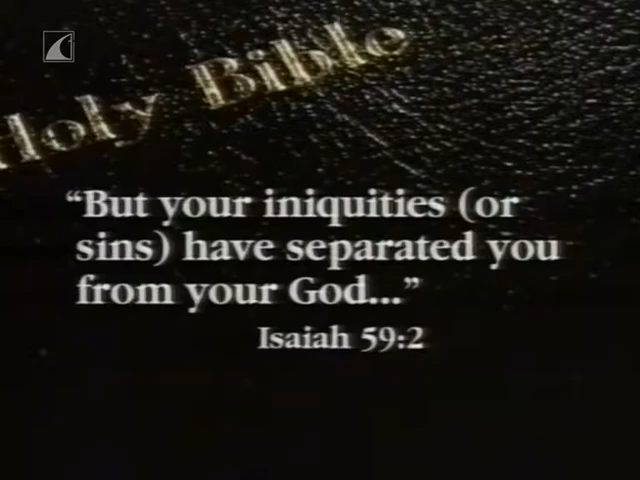 Holy Bible
“But your iniquities (or
sins) have separated you
from your God...”
Isaiah 59:2